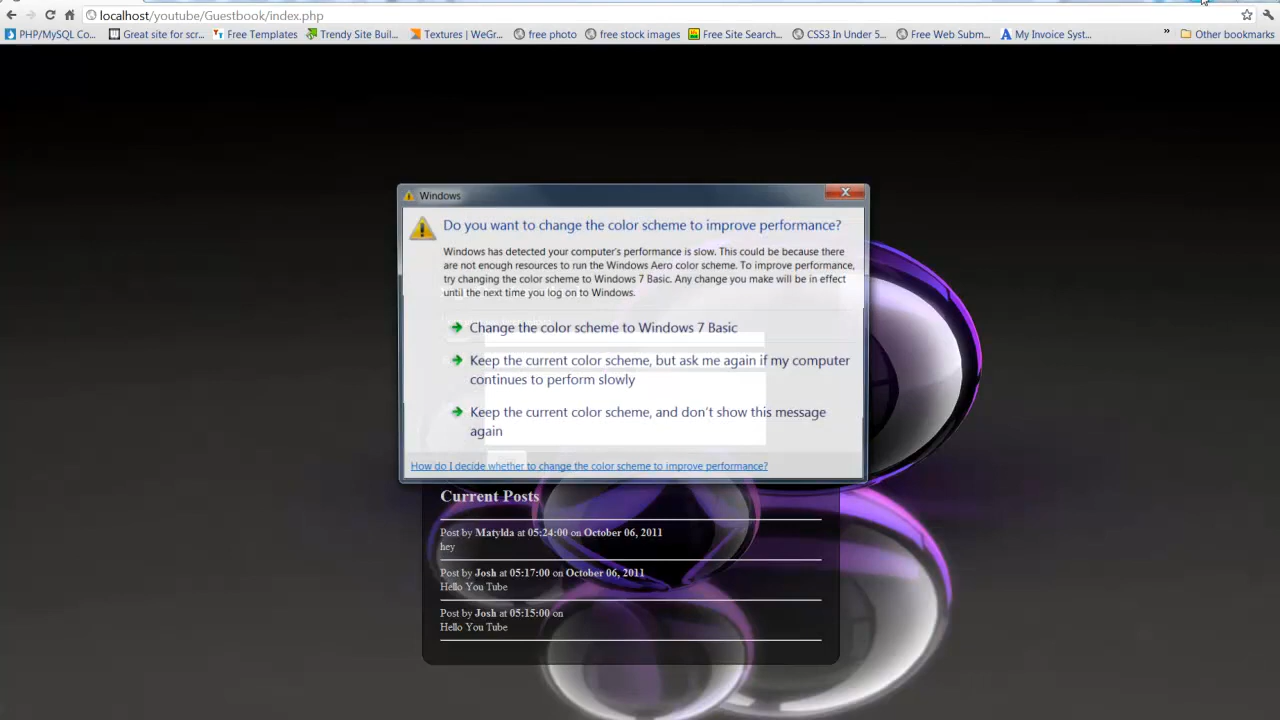 localhost/youtube/Guestbook/index.php
PHP/MySQL Co... Great site for scr... Free Templates Trendy Site Buil... Textures | WeGr... free photo free stock images Free Site Search... CSS3 In Under 5... Free Web Subm... My Invoice Syst... » Other bookmarks
Windows
Do you want to change the color scheme to improve performance?
Windows has detected your computer's performance is slow. This could be because there
are not enough resources to run the Windows Aero color scheme. To improve performance,
try changing the color scheme to Windows 7 Basic. Any change you make will be in effect
until the next time you log on to Windows.
Change the color scheme to Windows 7 Basic
Keep the current color scheme, but ask me again if my computer
continues to perform slowly
Keep the current color scheme, and don't show this message
again
How do I decide whether to change the color scheme to improve performance?
Current Posts
Post by Matylda at 05:24:00 on October 06, 2011
hey
Post by Josh at 05:17:00 on October 06, 2011
Hello You Tube
Post by Josh at 05:15:00 on
Hello You Tube